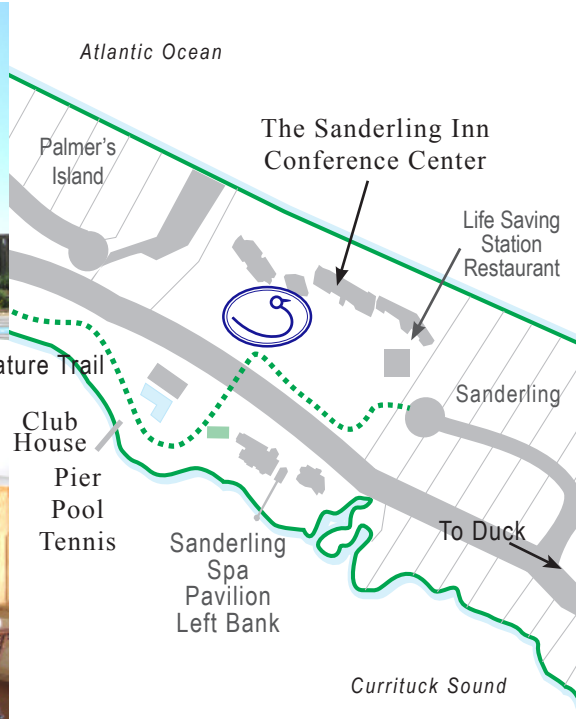 Atlantic Ocean
The Sanderling Inn
Conference Center
Palmer's
Island
Life Saving
Station
Restaurant
ature Trail
Sanderling
Club
House
Pier
Pool
Tennis
Sanderling
Spa
Pavilion
Left Bank
To Duck
Currituck Sound